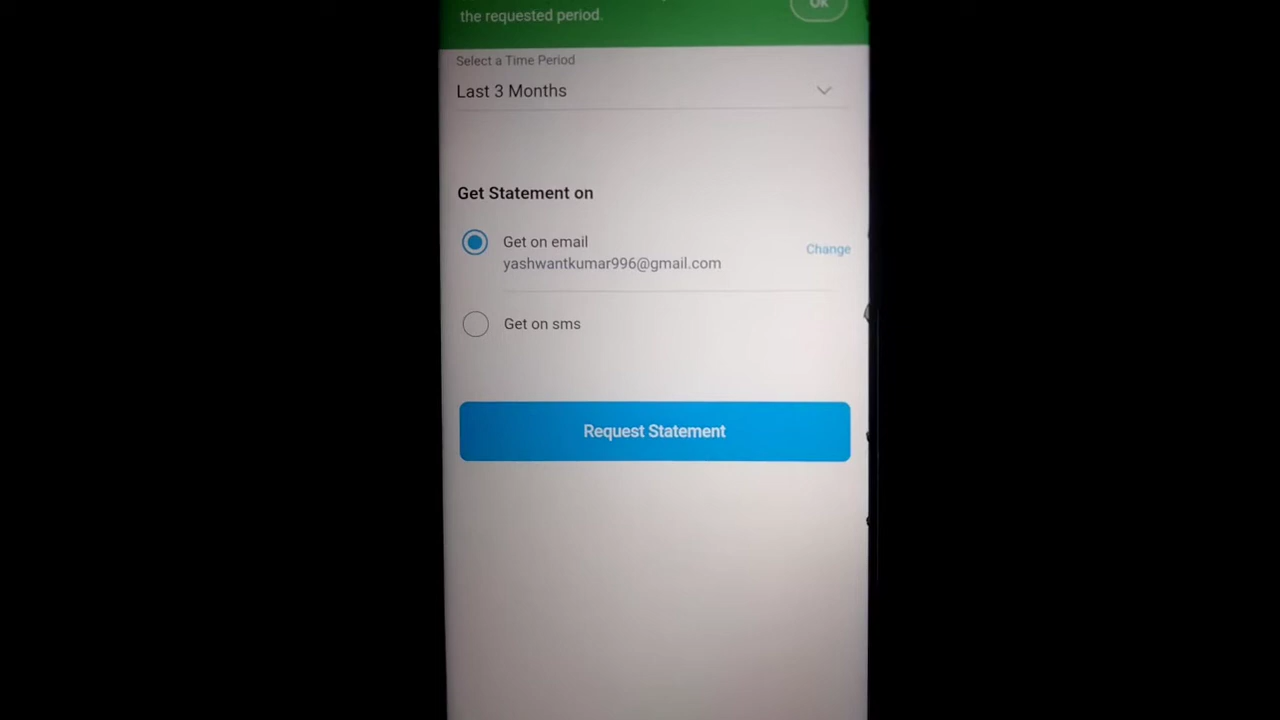 the requested period.
Ok
Select a Time Period
Last 3 Months
Get Statement on
Get on email
Change
yashwantkumar996@gmail.com
Get on sms
Request Statement